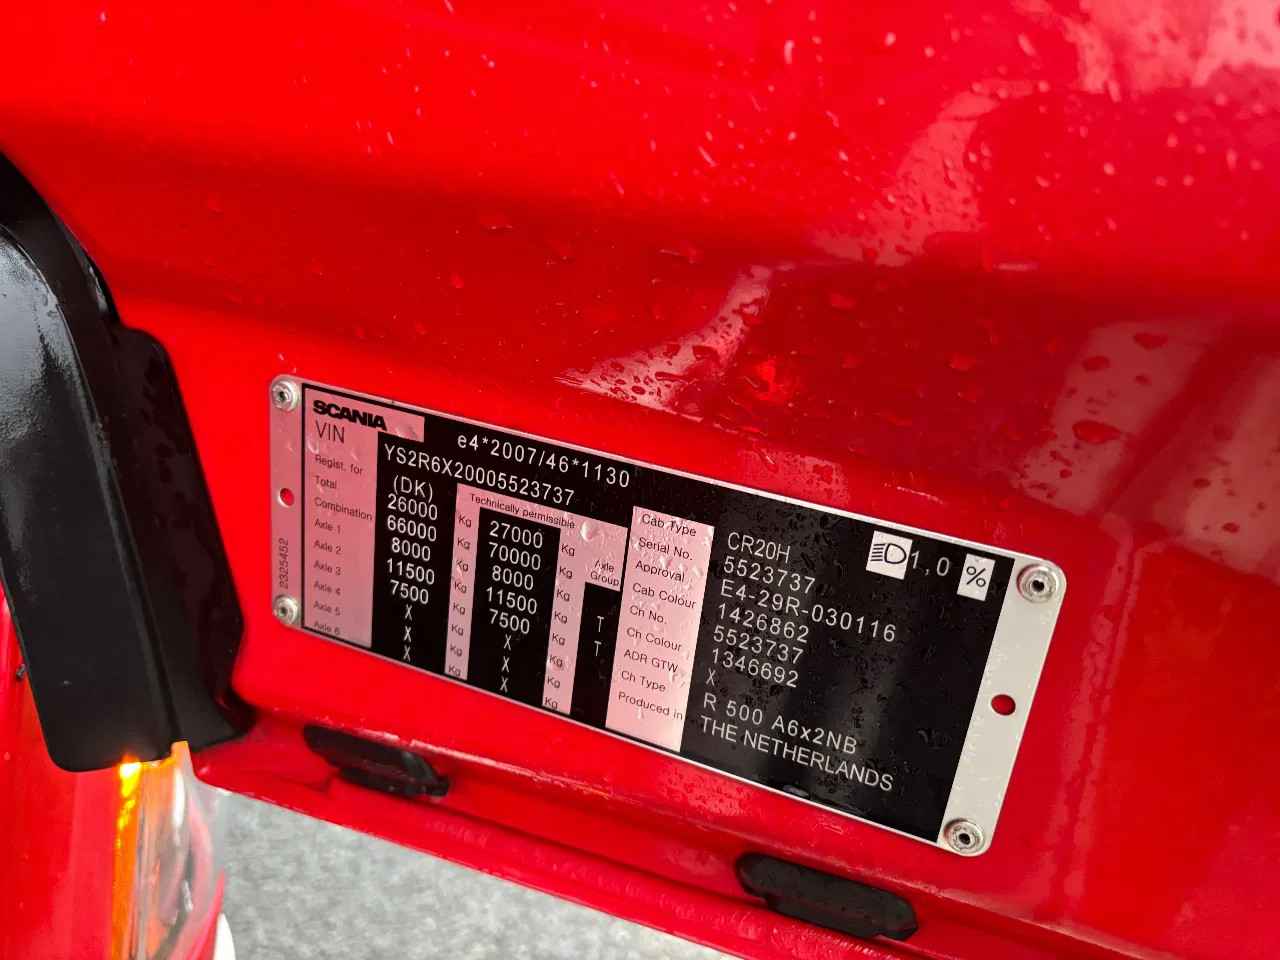 SCANIA
e4*2007/46*1130
VIN
YS2R6X20005523737
Regist. for (DK) Technically permissible
Total 26000 Kg 27000 Kg
Combination 66000 Kg 70000 Kg
Axle 1 8000 Kg 8000 Kg Axle Group
Axle 2 11500 Kg 11500 Kg
Axle 3 7500 Kg 7500 Kg T
Axle 4 X Kg X Kg T
Axle 5 X Kg X Kg
Axle 6 X Kg X Kg
2325452
Cab Type CR20H
Serial No. 5523737
Approval E4-29R-030116
Cab Colour 1426862
Ch No. 5523737
Ch Colour 1346692
ADR GTW X
Ch Type R 500 A6x2NB
Produced in THE NETHERLANDS
1,0 %